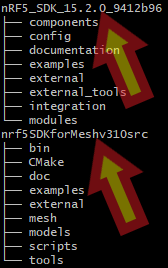 nRF5_SDK_15.2.0_9412b96
├── components
├── config
├── documentation
├── examples
├── external
├── external_tools
├── integration
├── modules
nrf5SDKforMeshv310src
├── bin
├── CMake
├── doc
├── examples
├── external
├── mesh
├── models
├── scripts
├── tools